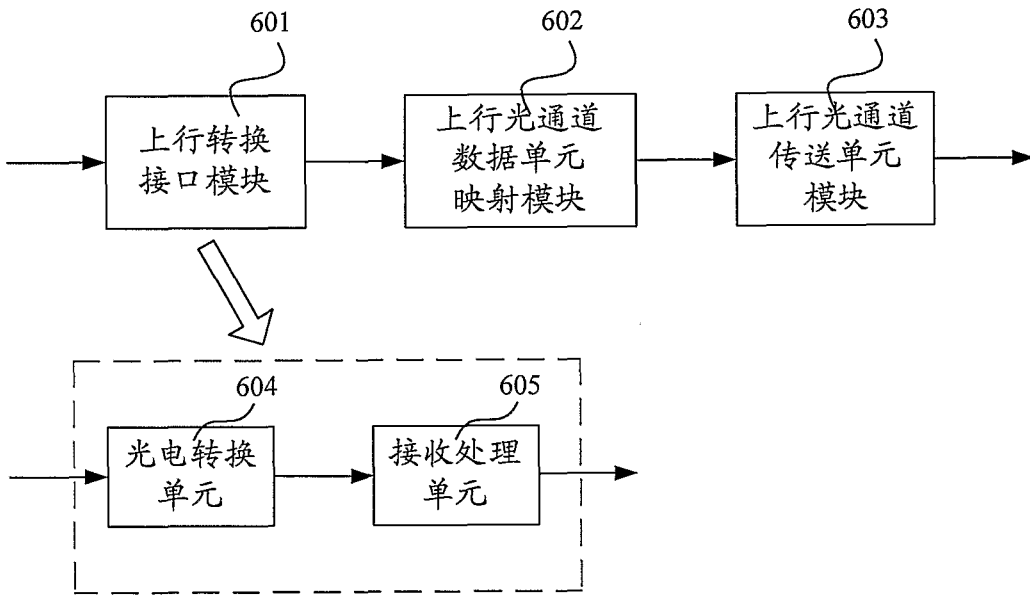 601
602
603
上行转换
接口模块
上行光通道
数据单元
映射模块
上行光通道
传送单元
模块
604
605
光电转换
单元
接收处理
单元